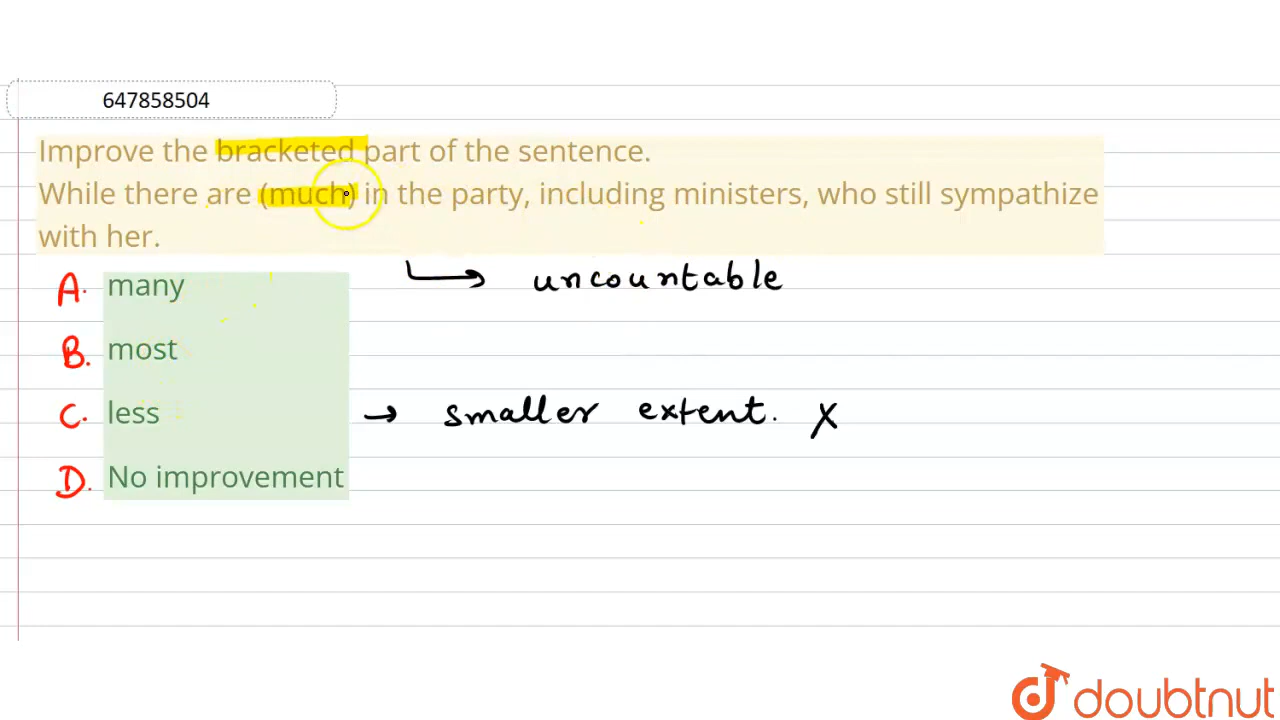 647858504
Improve the bracketed part of the sentence.
While there are (much) in the party, including ministers, who still sympathize
with her.
A. many
→ uncountable
B. most
C. less → smaller extent. X
D. No improvement
doubtnut